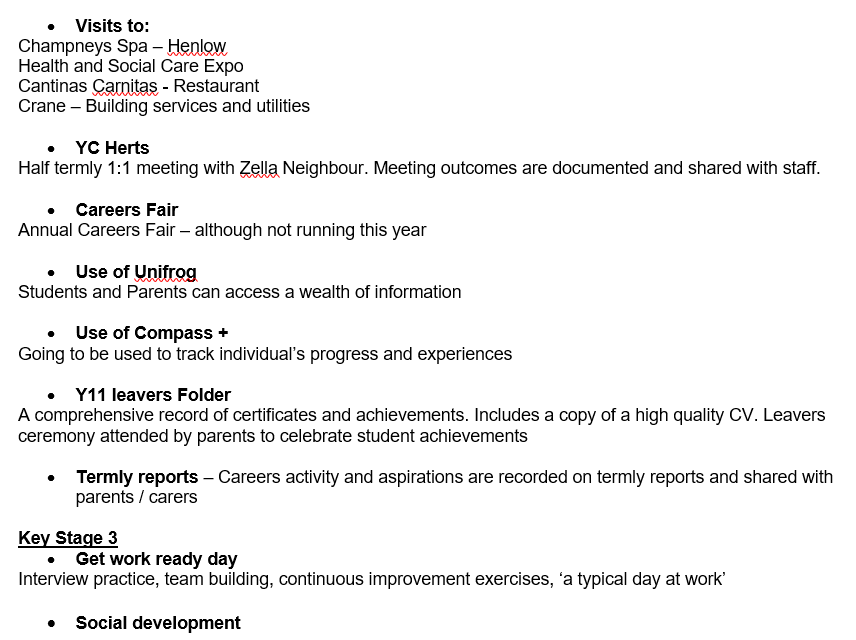 • Visits to:
Champneys Spa – Henlow
Health and Social Care Expo
Cantinas Carnitas - Restaurant
Crane – Building services and utilities
• YC Herts
Half termly 1:1 meeting with Zella Neighbour. Meeting outcomes are documented and shared with staff.
• Careers Fair
Annual Careers Fair – although not running this year
• Use of Unifrog
Students and Parents can access a wealth of information
• Use of Compass +
Going to be used to track individual’s progress and experiences
• Y11 leavers Folder
A comprehensive record of certificates and achievements. Includes a copy of a high quality CV. Leavers
ceremony attended by parents to celebrate student achievements
• Termly reports – Careers activity and aspirations are recorded on termly reports and shared with
parents / carers
Key Stage 3
• Get work ready day
Interview practice, team building, continuous improvement exercises, ‘a typical day at work’
• Social development